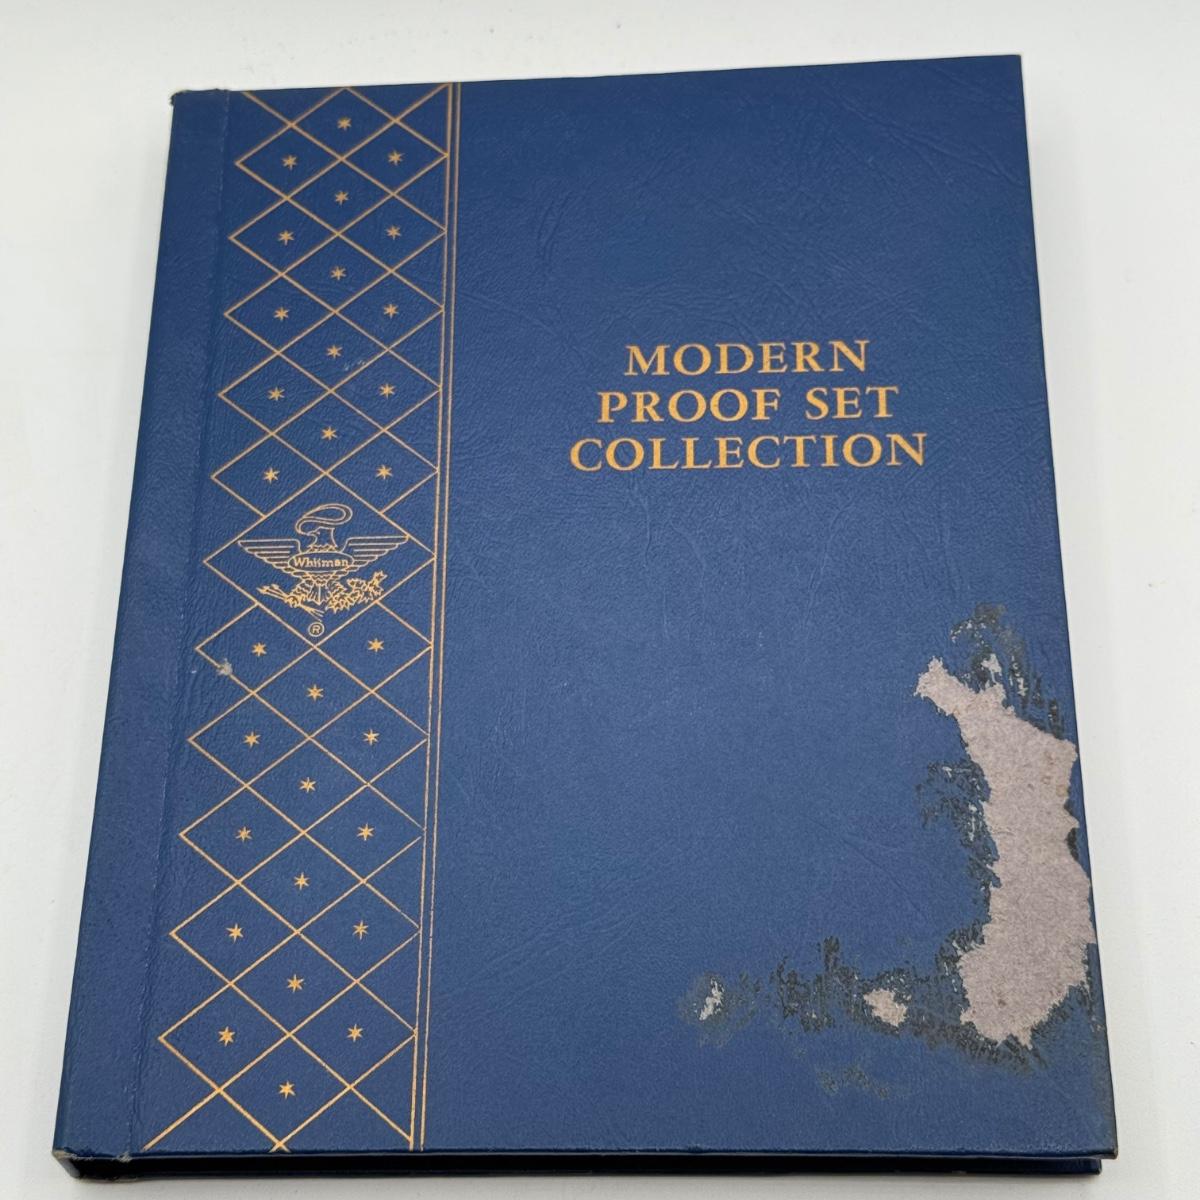 MODERN
PROOF SET
COLLECTION
Whitman
®